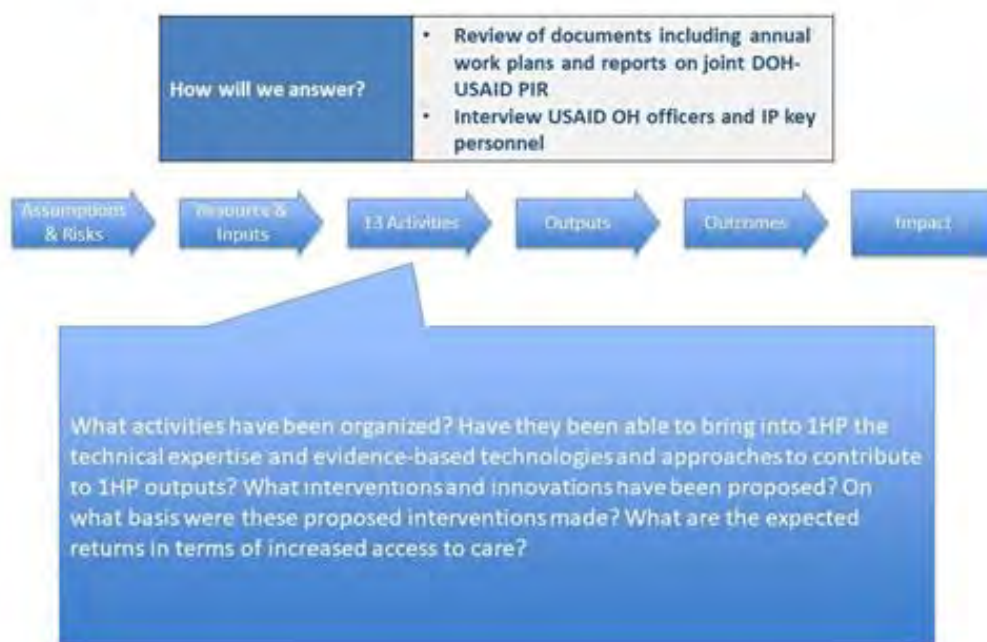 How will we answer?
• Review of documents including annual
work plans and reports on joint DOH-
USAID PIR
• Interview USAID OH officers and IP key
personnel
Assumptions
& Risks
Resource &
Inputs
13 Activities
Outputs
Outcomes
Impact
What activities have been organized? Have they been able to bring into 1HP the
technical expertise and evidence-based technologies and approaches to contribute
to 1HP outputs? What interventions and innovations have been proposed? On
what basis were these proposed interventions made? What are the expected
returns in terms of increased access to care?